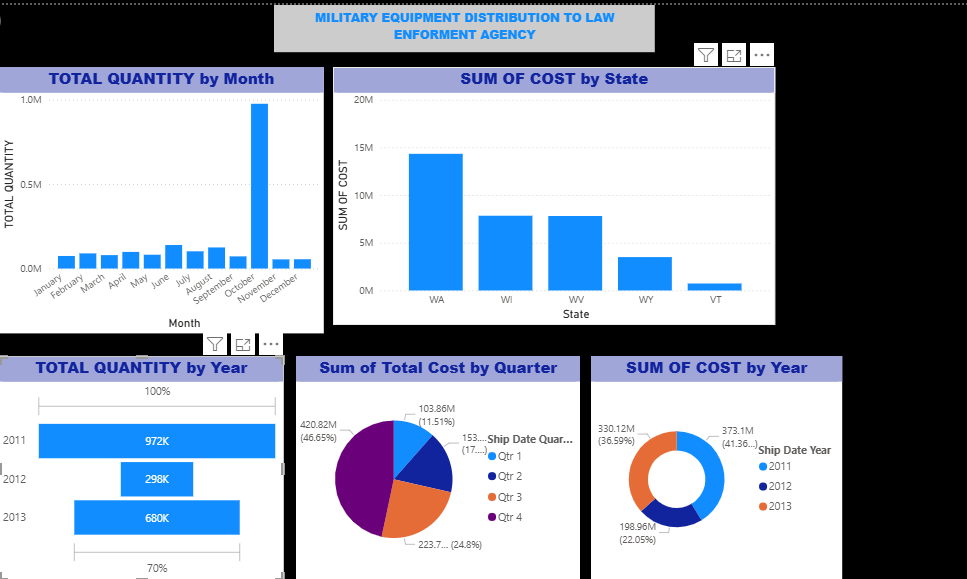 MILITARY EQUIPMENT DISTRIBUTION TO LAW
ENFORMENT AGENCY
TOTAL QUANTITY by Month
1.0M
0.5M
0.0M
TOTAL QUANTITY
January
February
March
April
May
June
July
August
September
October
November
December
Month
SUM OF COST by State
20M
15M
10M
5M
0M
SUM OF COST
WA
WI
WV
WY
VT
State
TOTAL QUANTITY by Year
100%
2011
972K
2012
298K
2013
680K
70%
Sum of Total Cost by Quarter
420.82M
(46.65%)
103.86M
(11.51%)
153....
(17....)
223.7... (24.8%)
Ship Date Quar...
Qtr 1
Qtr 2
Qtr 3
Qtr 4
SUM OF COST by Year
330.12M
(36.59%)
373.1M
(41.36...)
198.96M
(22.05%)
Ship Date Year
2011
2012
2013